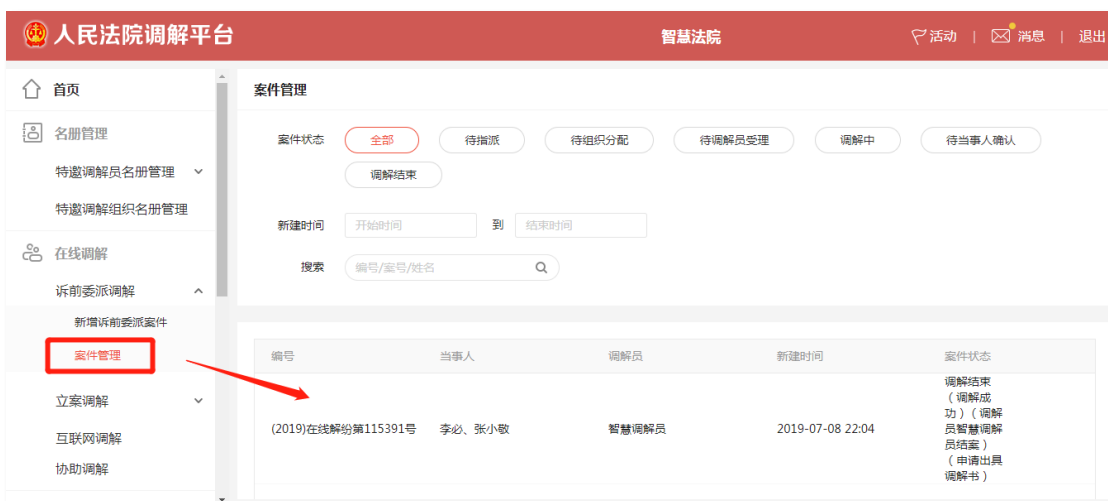 人民法院调解平台
智慧法院
活动 | 消息 | 退出
首页
名册管理
特邀调解员名册管理
特邀调解组织名册管理
在线调解
诉前委派调解
新增诉前委派案件
案件管理
立案调解
互联网调解
协助调解
案件管理
案件状态 全部 待指派 待组织分配 待调解员受理 调解中 待当事人确认
调解结束
新建时间 开始时间 到 结束时间
搜索 编号/案号/姓名
编号 当事人 调解员 新建时间 案件状态
(2019)在线解纷第115391号 李必、张小敬 智慧调解员 2019-07-08 22:04
调解结束
（调解成
功）（调解
员智慧调解
员结案）
（申请出具
调解书）